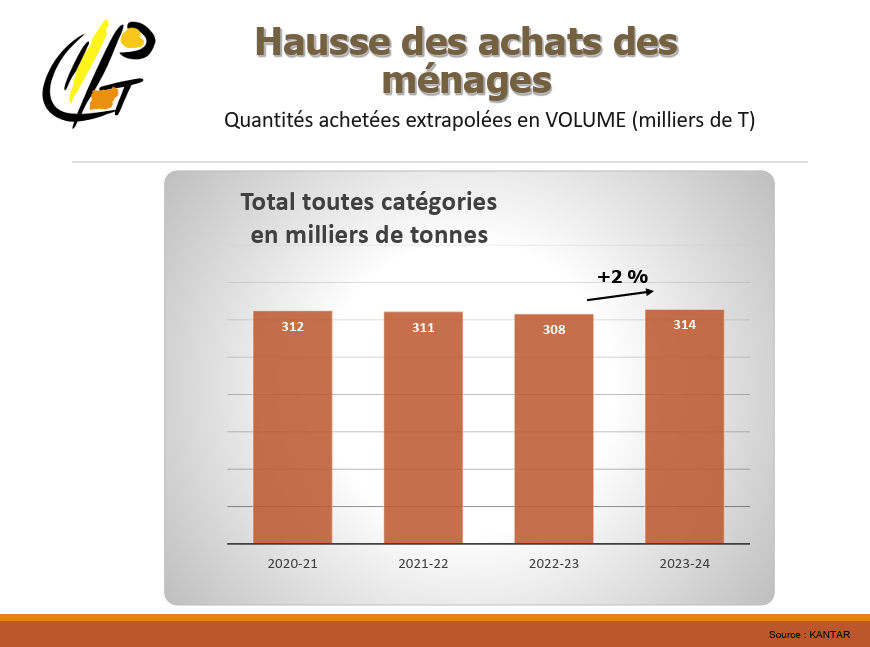 Hausse des achats des
ménages
Quantités achetées extrapolées en VOLUME (milliers de T)
Total toutes catégories
en milliers de tonnes
+2 %
312
311
308
314
2020-21
2021-22
2022-23
2023-24
Source : KANTAR